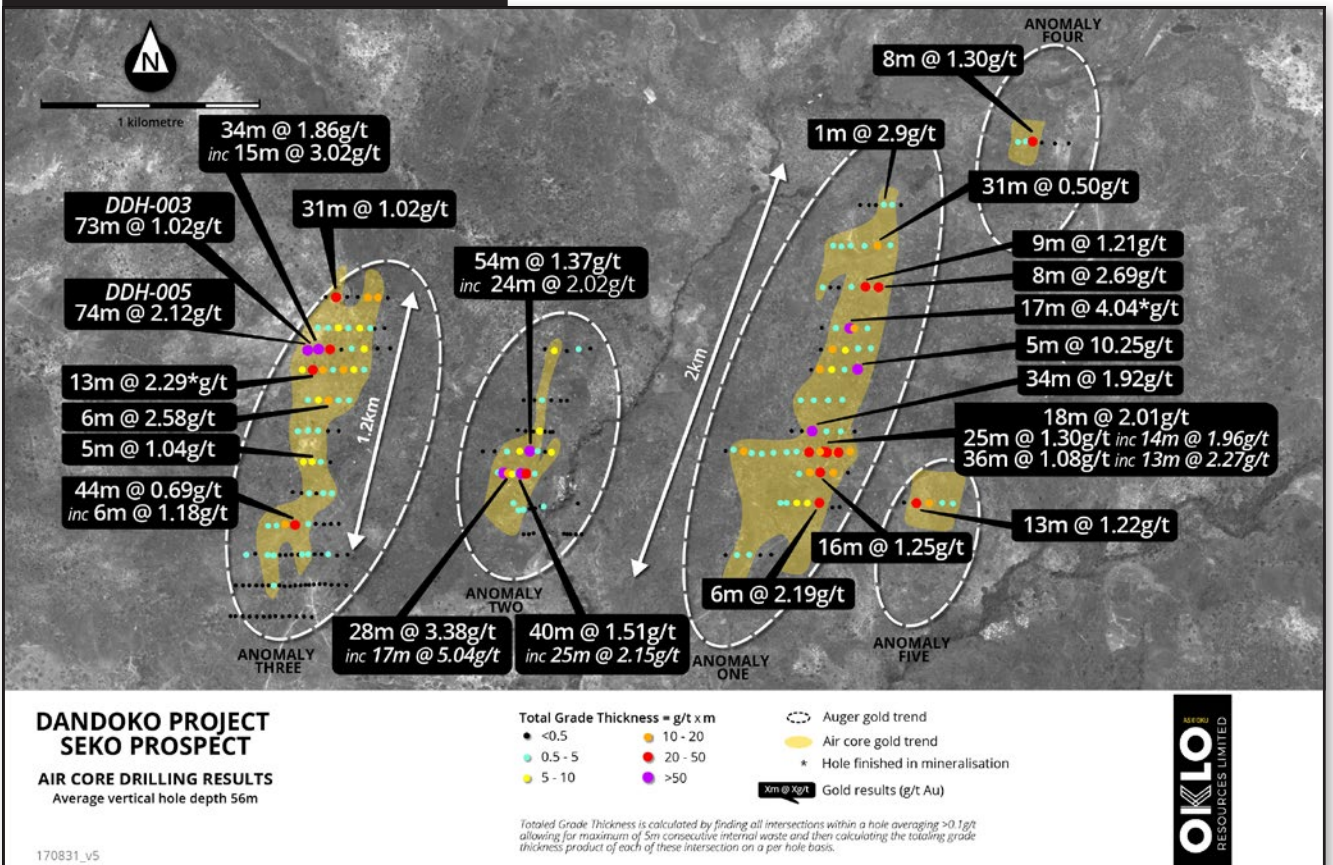 N
1 kilometre
34m @ 1.86g/t
inc 15m @ 3.02g/t
DDH-003
73m @ 1.02g/t
31m @ 1.02g/t
DDH-005
74m @ 2.12g/t
13m @ 2.29*g/t
6m @ 2.58g/t
5m @ 1.04g/t
44m @ 0.69g/t
inc 6m @ 1.18g/t
1.2km
ANOMALY
THREE
54m @ 1.37g/t
inc 24m @ 2.02g/t
ANOMALY
TWO
28m @ 3.38g/t
inc 17m @ 5.04g/t
40m @ 1.51g/t
inc 25m @ 2.15g/t
2km
ANOMALY
ONE
ANOMALY
FOUR
8m @ 1.30g/t
1m @ 2.9g/t
31m @ 0.50g/t
9m @ 1.21g/t
8m @ 2.69g/t
17m @ 4.04*g/t
5m @ 10.25g/t
34m @ 1.92g/t
18m @ 2.01g/t
25m @ 1.30g/t inc 14m @ 1.96g/t
36m @ 1.08g/t inc 13m @ 2.27g/t
13m @ 1.22g/t
16m @ 1.25g/t
6m @ 2.19g/t
ANOMALY
FIVE
DANDOKO PROJECT
SEKO PROSPECT
AIR CORE DRILLING RESULTS
Average vertical hole depth 56m
170831_v5
Total Grade Thickness = g/t x m
<0.5
0.5 - 5
5 - 10
10 - 20
20 - 50
>50
Auger gold trend
Air core gold trend
* Hole finished in mineralisation
Xm @ Xg/t Gold results (g/t Au)
Totaled Grade Thickness is calculated by finding all intersections within a hole averaging >0.1g/t
allowing for maximum of 5m consecutive internal waste and then calculating the totaling grade
thickness product of each of these intersection on a per hole basis.
ASX OKU
OKLO
RESOURCES LIMITED